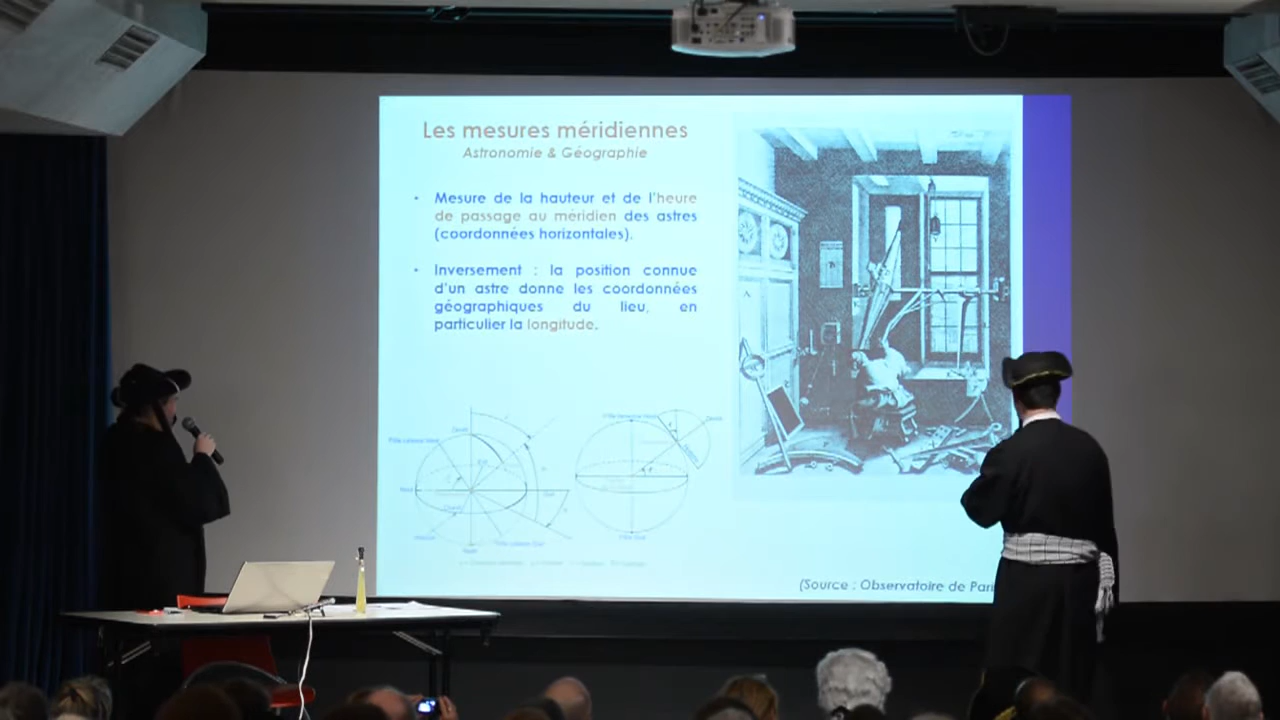 Les mesures méridiennes
Astronomie & Géographie
• Mesure de la hauteur et de l'heure
de passage au méridien des astres
(coordonnées horizontales).
• Inversement : la position connue
d'un astre donne les coordonnées
géographiques du lieu, en
particulier la longitude.
(Source : Observatoire de Pari